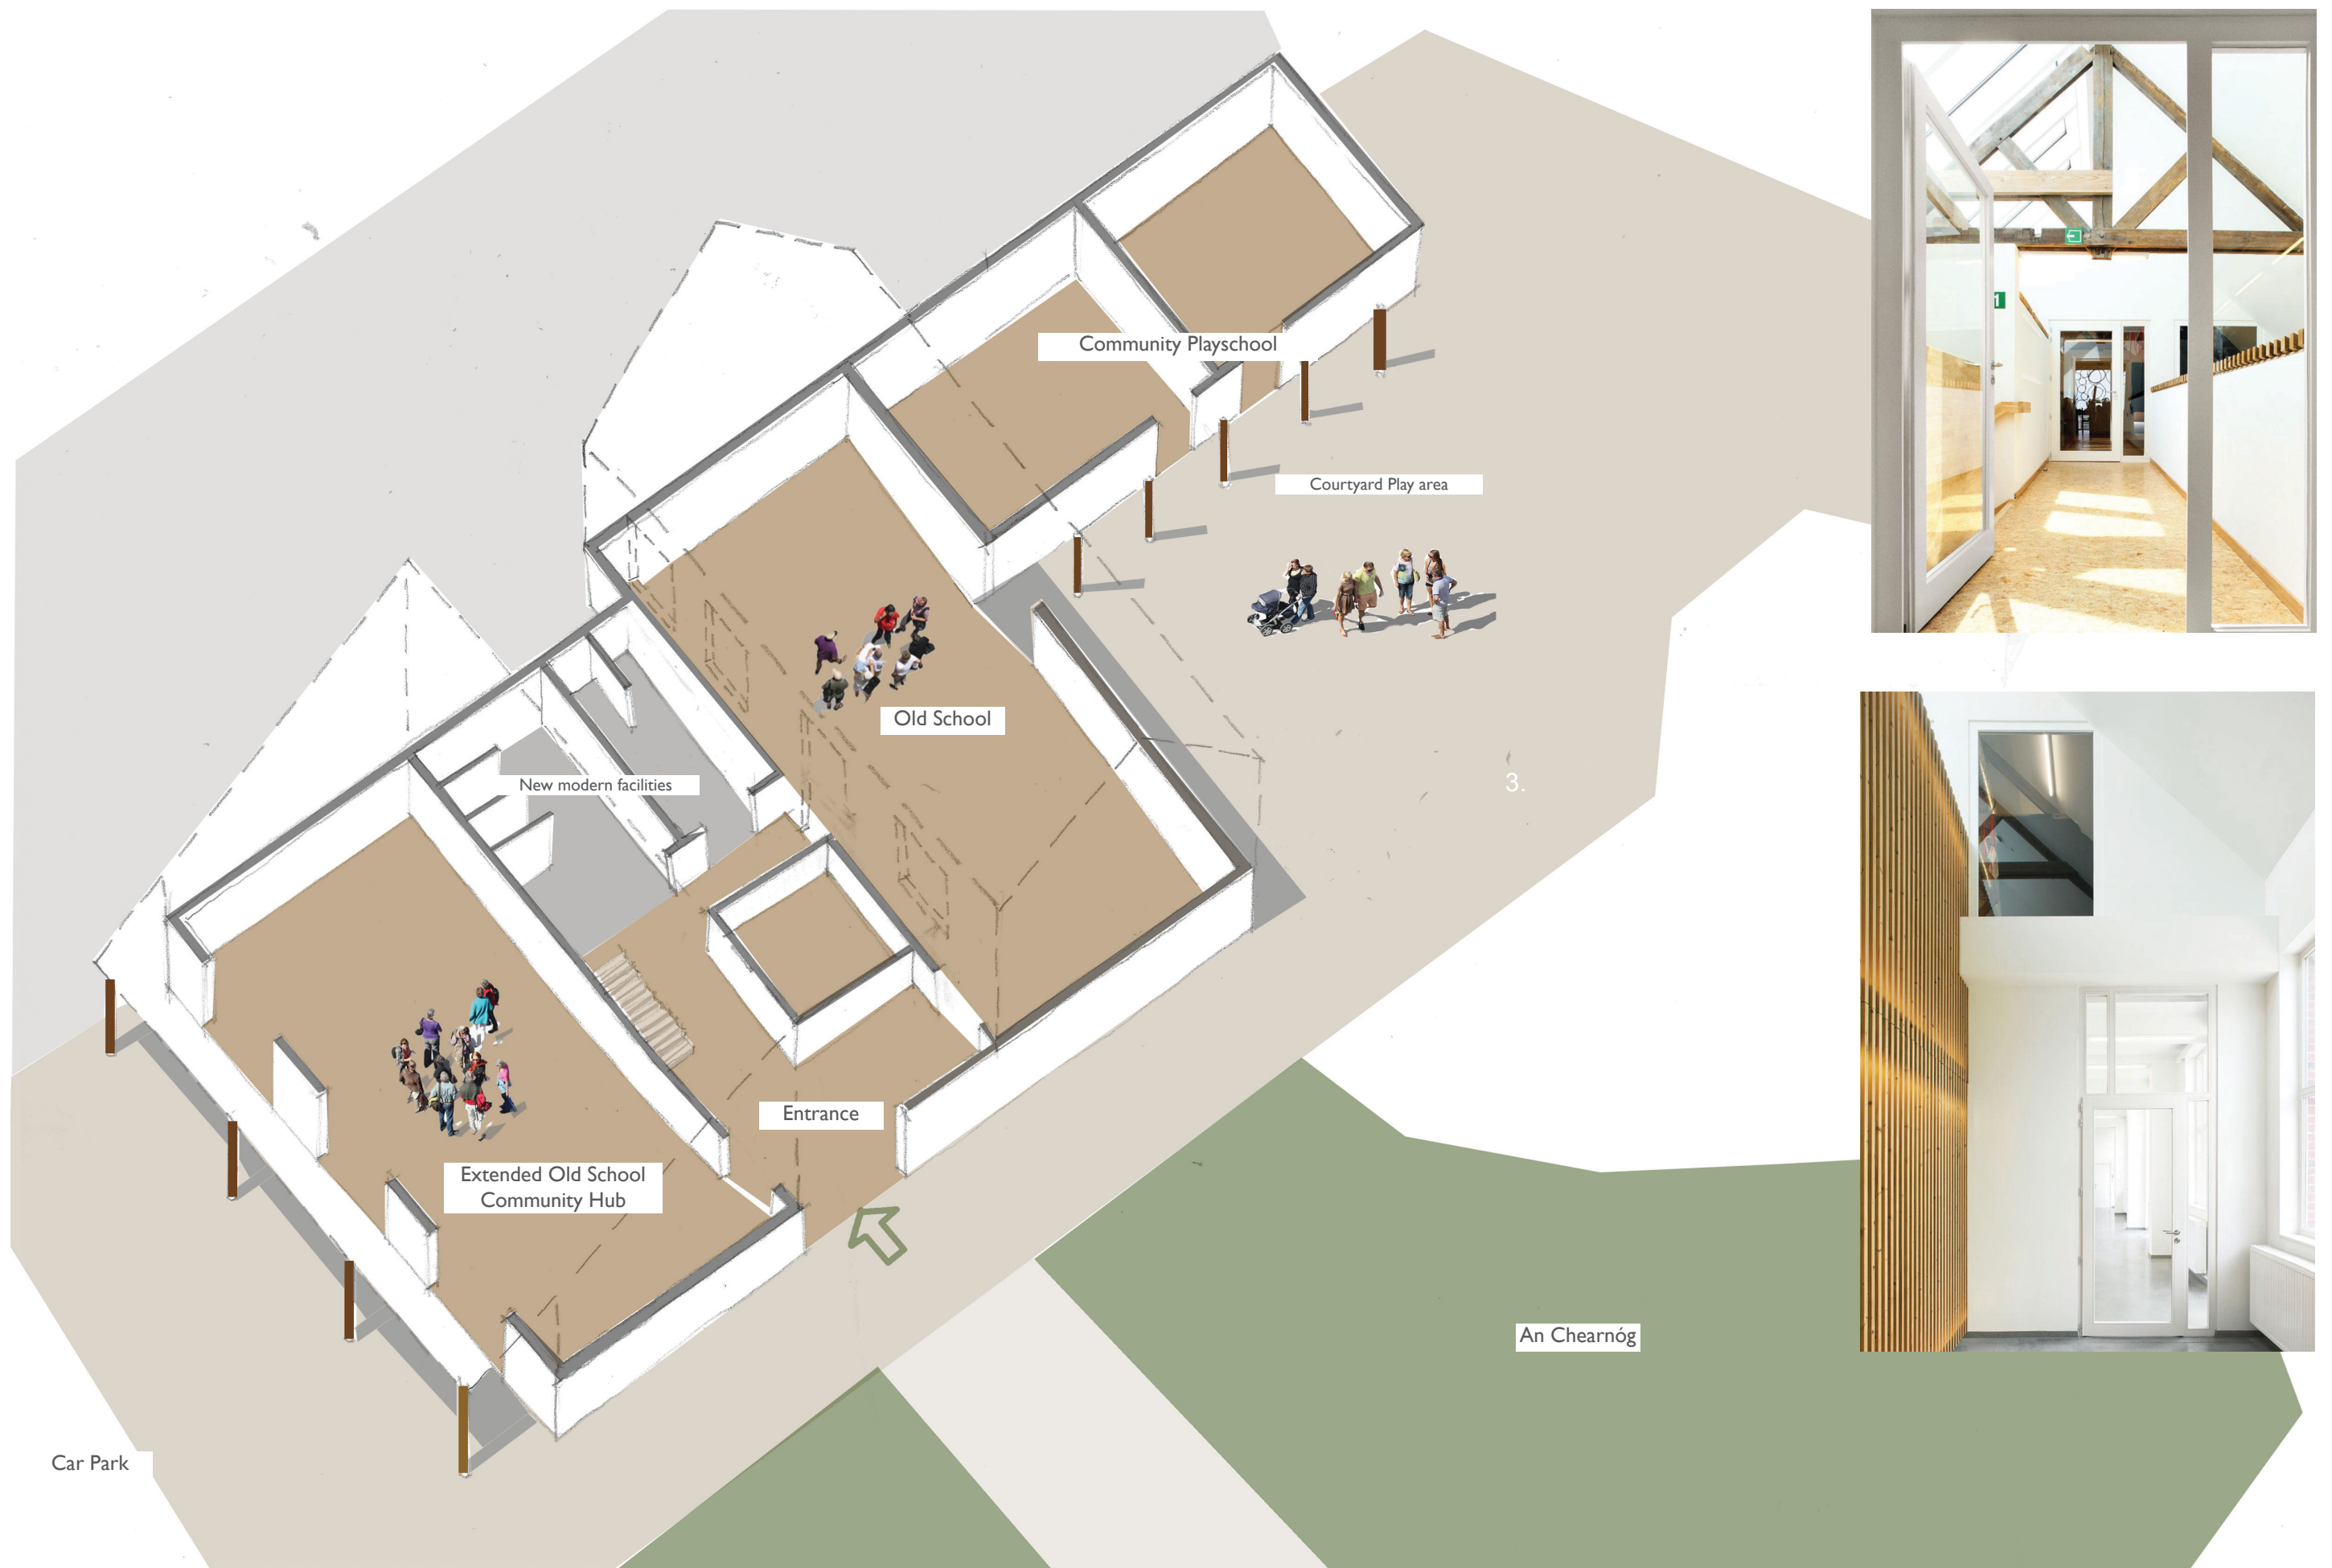 Community Playschool
Courtyard Play area
Old School
New modern facilities
3.
Entrance
Extended Old School
Community Hub
An Chearnóg
Car Park